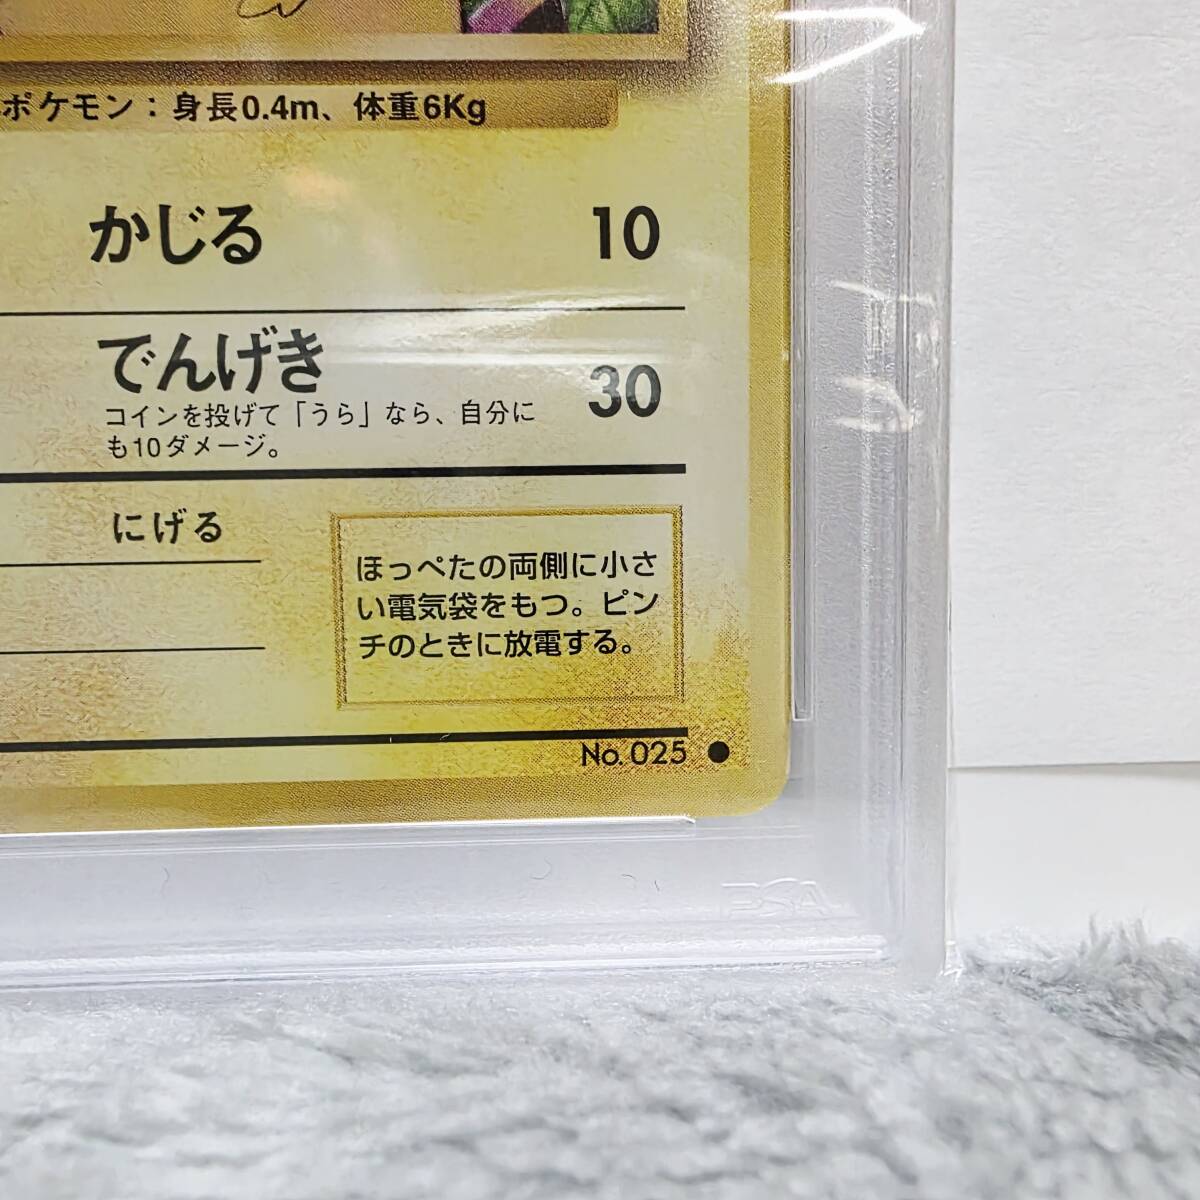 ポケモン：身長0.4m、体重6Kg
かじる 10
でんげき 30
コインを投げて「うら」なら、自分に
も10ダメージ。
にげる
ほっぺたの両側に小さ
い電気袋をもつ。ピン
チのときに放電する。
No.025 ●
PSA